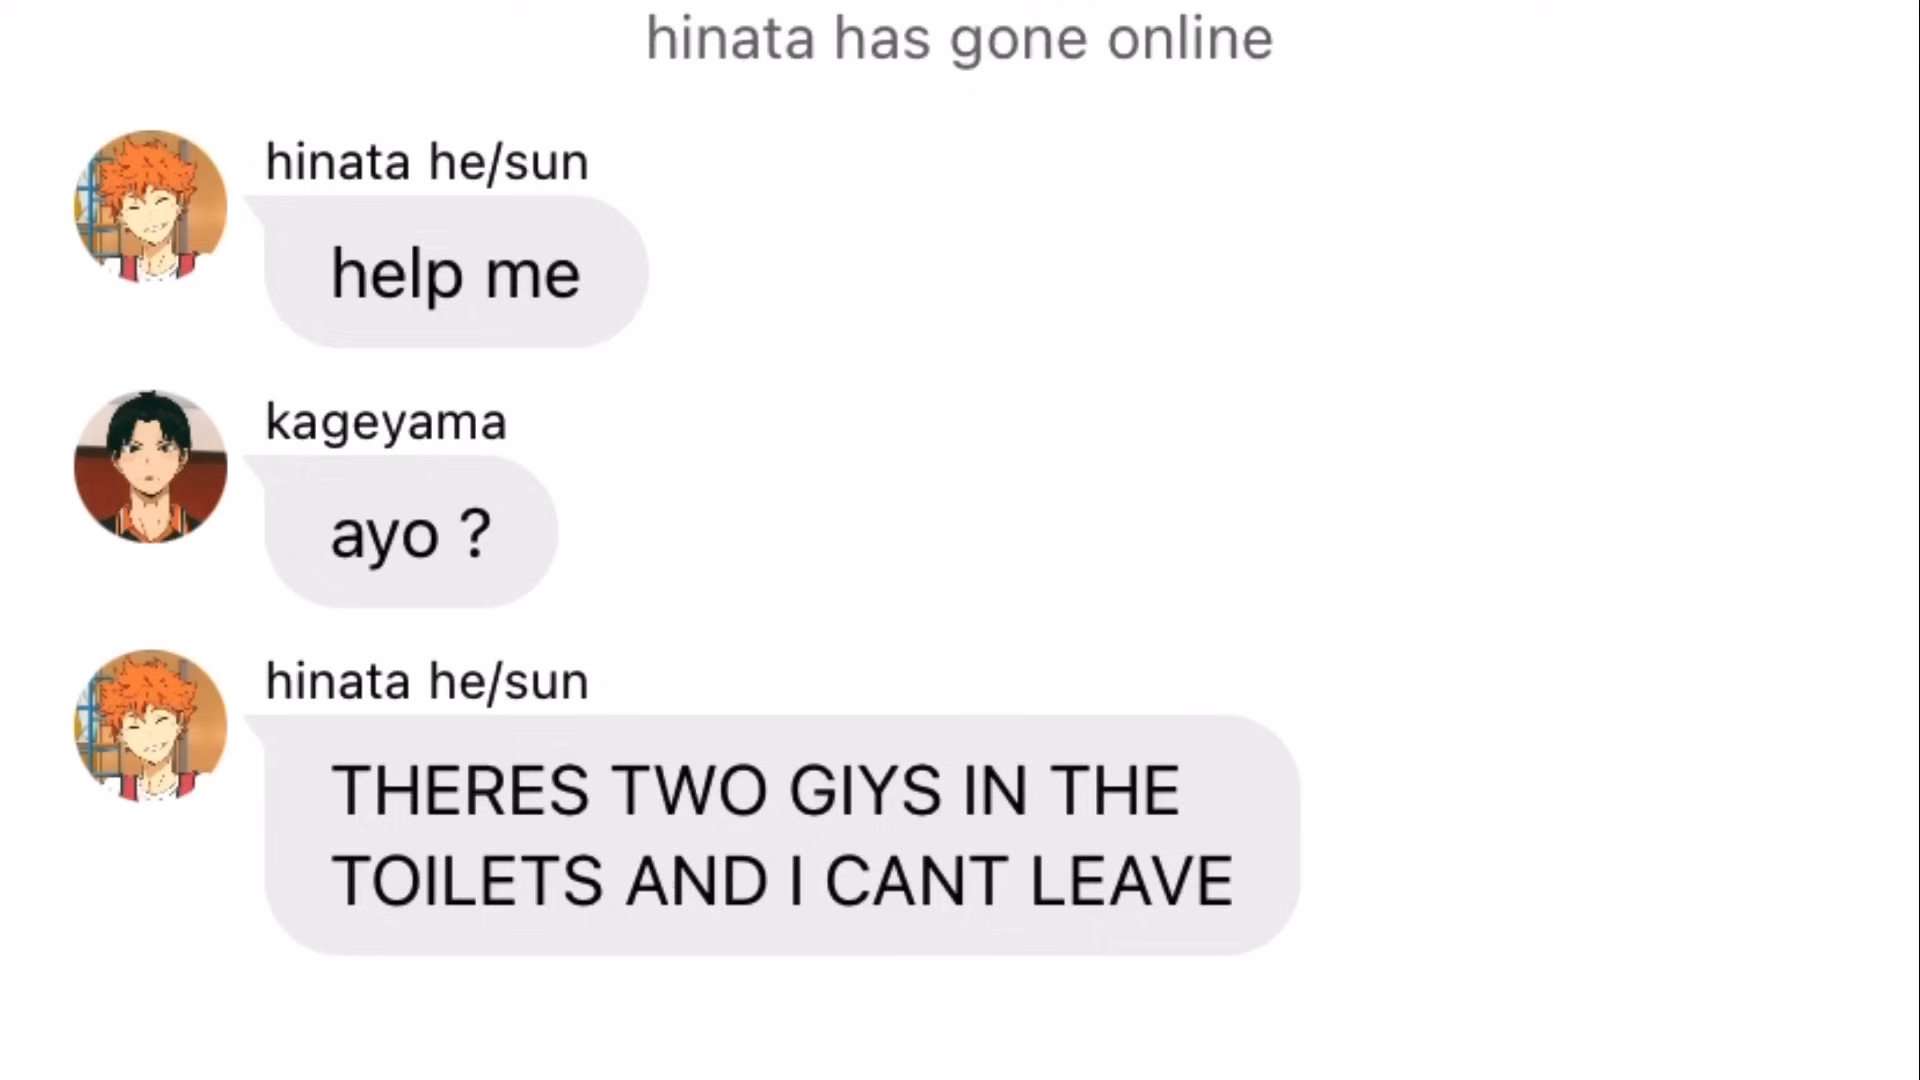 hinata has gone online
hinata he/sun
help me
kageyama
ayo ?
hinata he/sun
THERES TWO GIYS IN THE
TOILETS AND I CANT LEAVE